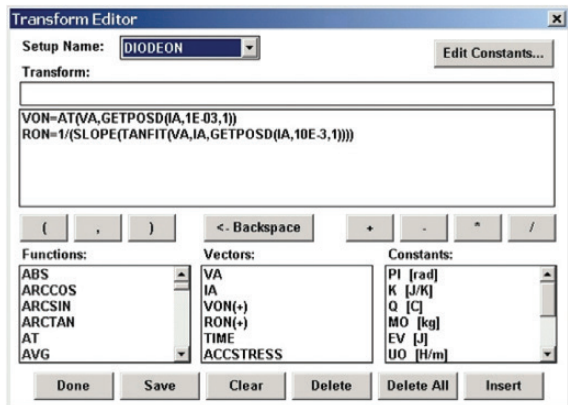 Transform Editor
Setup Name: DIODEON Edit Constants...
Transform:
VON=AT(VA,GETPOSD(IA,1E-03,1))
RON=1/(SLOPE(TANFIT(VA,IA,GETPOSD(IA,10E-3,1))))
( , ) <- Backspace + - * /
Functions: Vectors: Constants:
ABS VA PI [rad]
ARCCOS IA K [J/K]
ARCSIN VON(+) Q [C]
ARCTAN RON(+) MO [kg]
AT TIME EV [J]
AVG ACCSTRESS UO [H/m]
Done Save Clear Delete Delete All Insert